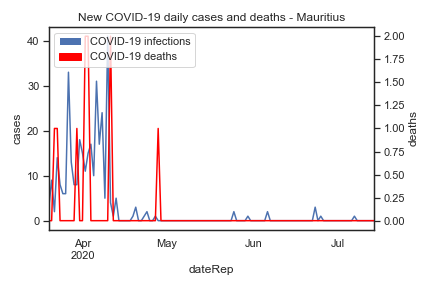 New COVID-19 daily cases and deaths - Mauritius
COVID-19 infections
COVID-19 deaths
40
30
20
10
0
cases
2.00
1.75
1.50
1.25
1.00
0.75
0.50
0.25
0.00
deaths
Apr
2020
May
Jun
Jul
dateRep